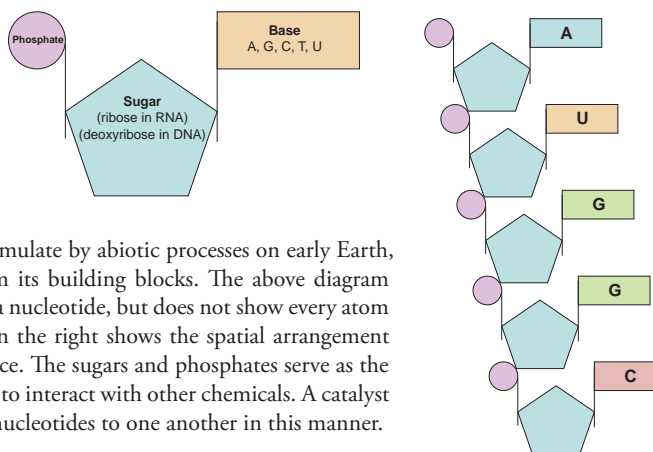 Phosphate
Base
A, G, C, T, U
Sugar
(ribose in RNA)
(deoxyribose in DNA)
A
U
G
G
C
mulate by abiotic processes on early Earth,
its building blocks. The above diagram
a nucleotide, but does not show every atom
the right shows the spatial arrangement
ce. The sugars and phosphates serve as the
to interact with other chemicals. A catalyst
nucleotides to one another in this manner.